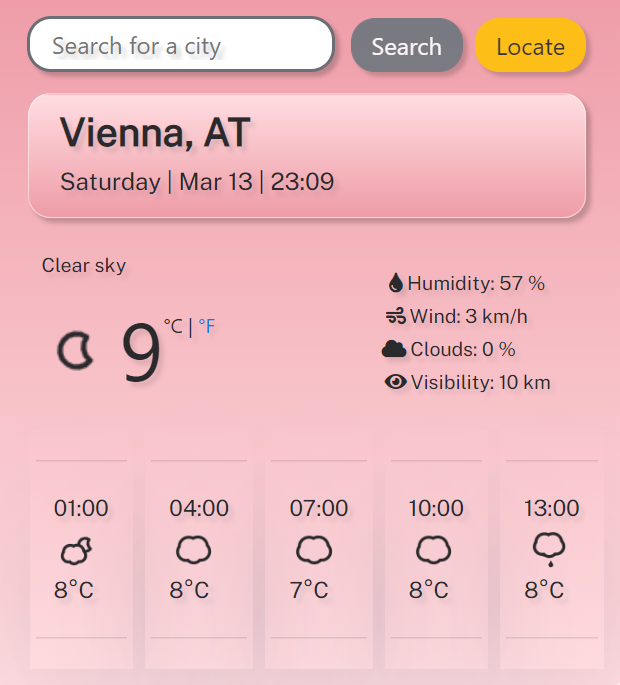 Search for a city
Search
Locate
Vienna, AT
Saturday | Mar 13 | 23:09
Clear sky
9 °C | °F
Humidity: 57 %
Wind: 3 km/h
Clouds: 0 %
Visibility: 10 km
01:00
8°C
04:00
8°C
07:00
7°C
10:00
8°C
13:00
8°C